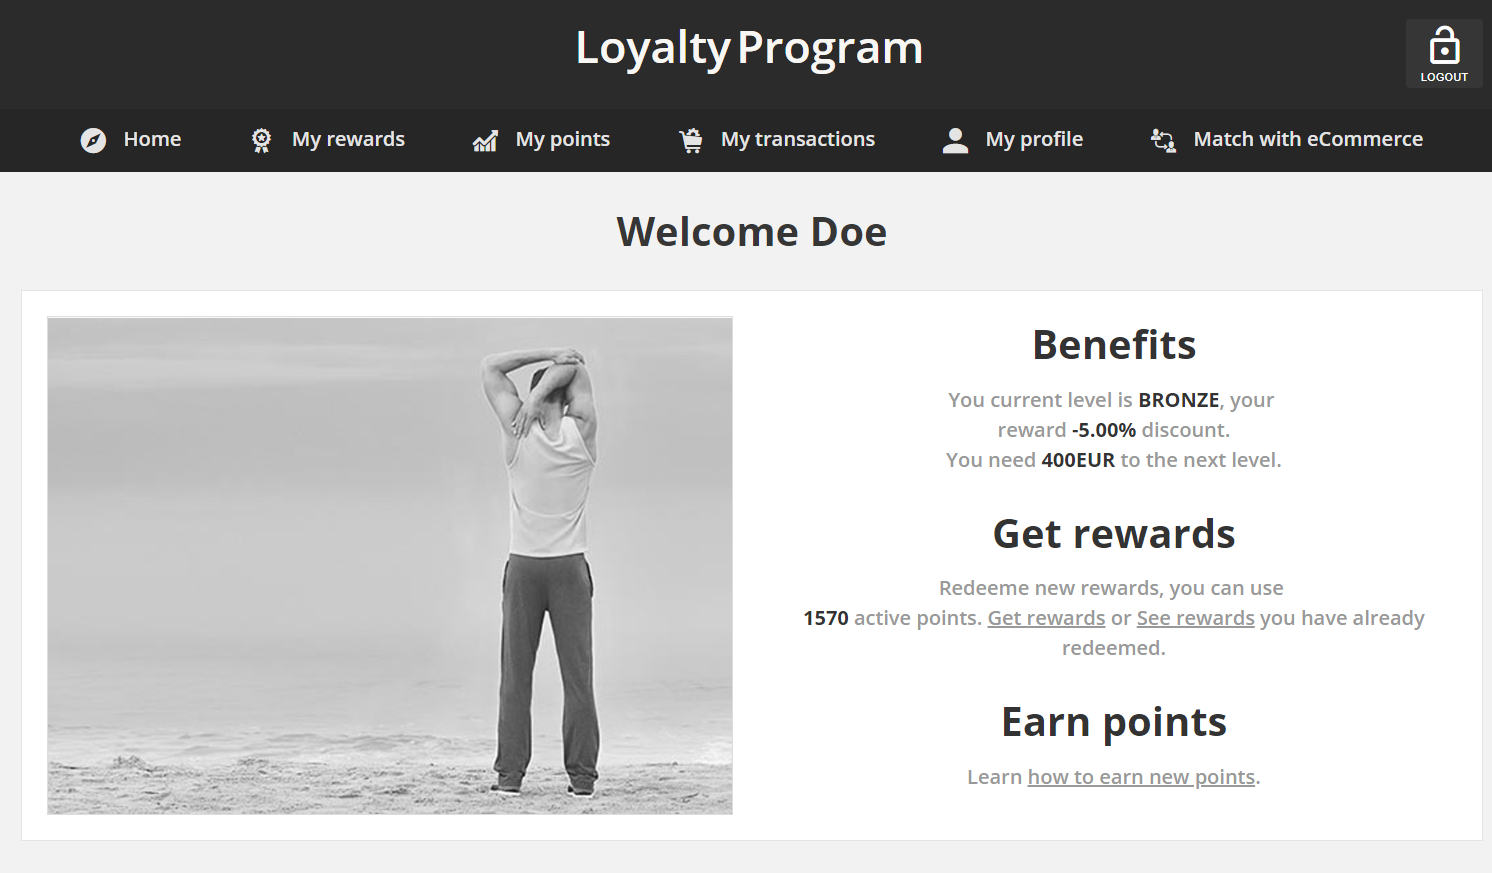 Loyalty Program
LOGOUT
Home
My rewards
My points
My transactions
My profile
Match with eCommerce
Welcome Doe
Benefits
You current level is BRONZE, your
reward -5.00% discount.
You need 400EUR to the next level.
Get rewards
Redeeme new rewards, you can use
1570 active points. Get rewards or See rewards you have already
redeemed.
Earn points
Learn how to earn new points.